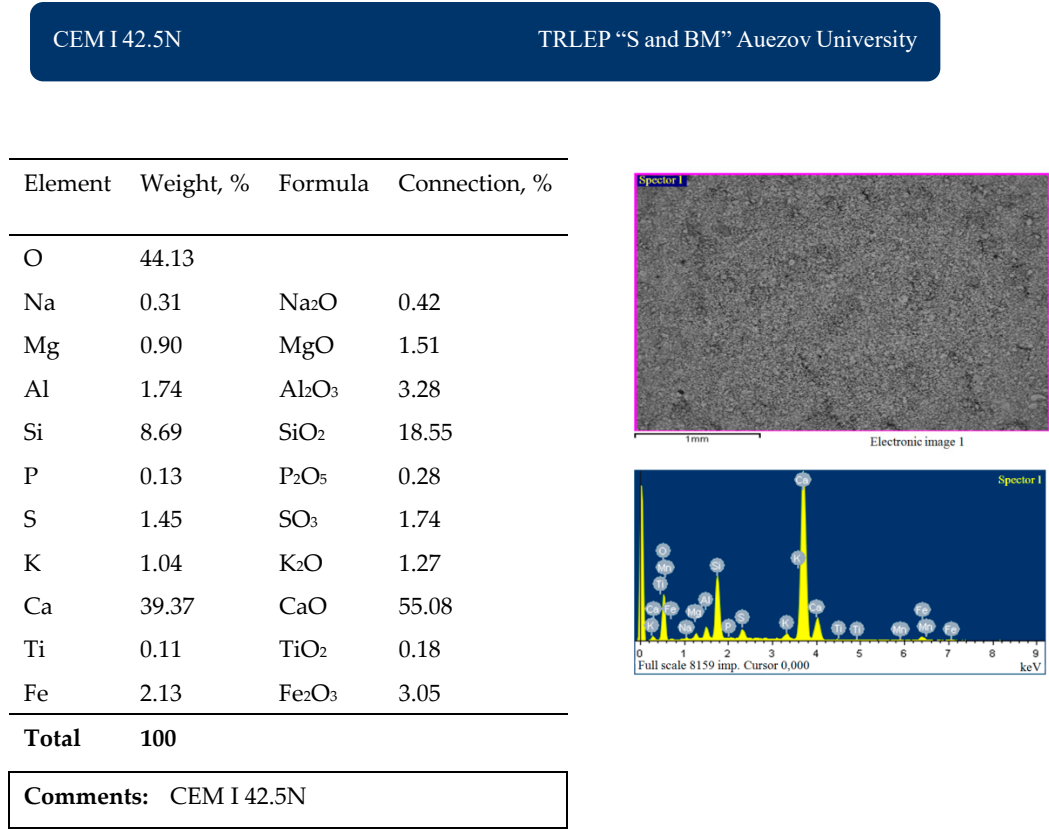 CEM I 42.5N TRLEP “S and BM” Auezov University
Element Weight, % Formula Connection, %
O 44.13
Na 0.31 Na₂O 0.42
Mg 0.90 MgO 1.51
Al 1.74 Al₂O₃ 3.28
Si 8.69 SiO₂ 18.55
P 0.13 P₂O₅ 0.28
S 1.45 SO₃ 1.74
K 1.04 K₂O 1.27
Ca 39.37 CaO 55.08
Ti 0.11 TiO₂ 0.18
Fe 2.13 Fe₂O₃ 3.05
Total 100
Comments: CEM I 42.5N
Spector 1
1mm
Electronic image 1
Spector 1
Ca
O
Mn
K
Si
Ti
Al
Ca Fe Mg Ca Fe
K Na P S K Ti Ti Mn Mn Fe
0 1 2 3 4 5 6 7 8 9
Full scale 8159 imp. Cursor 0,000 keV